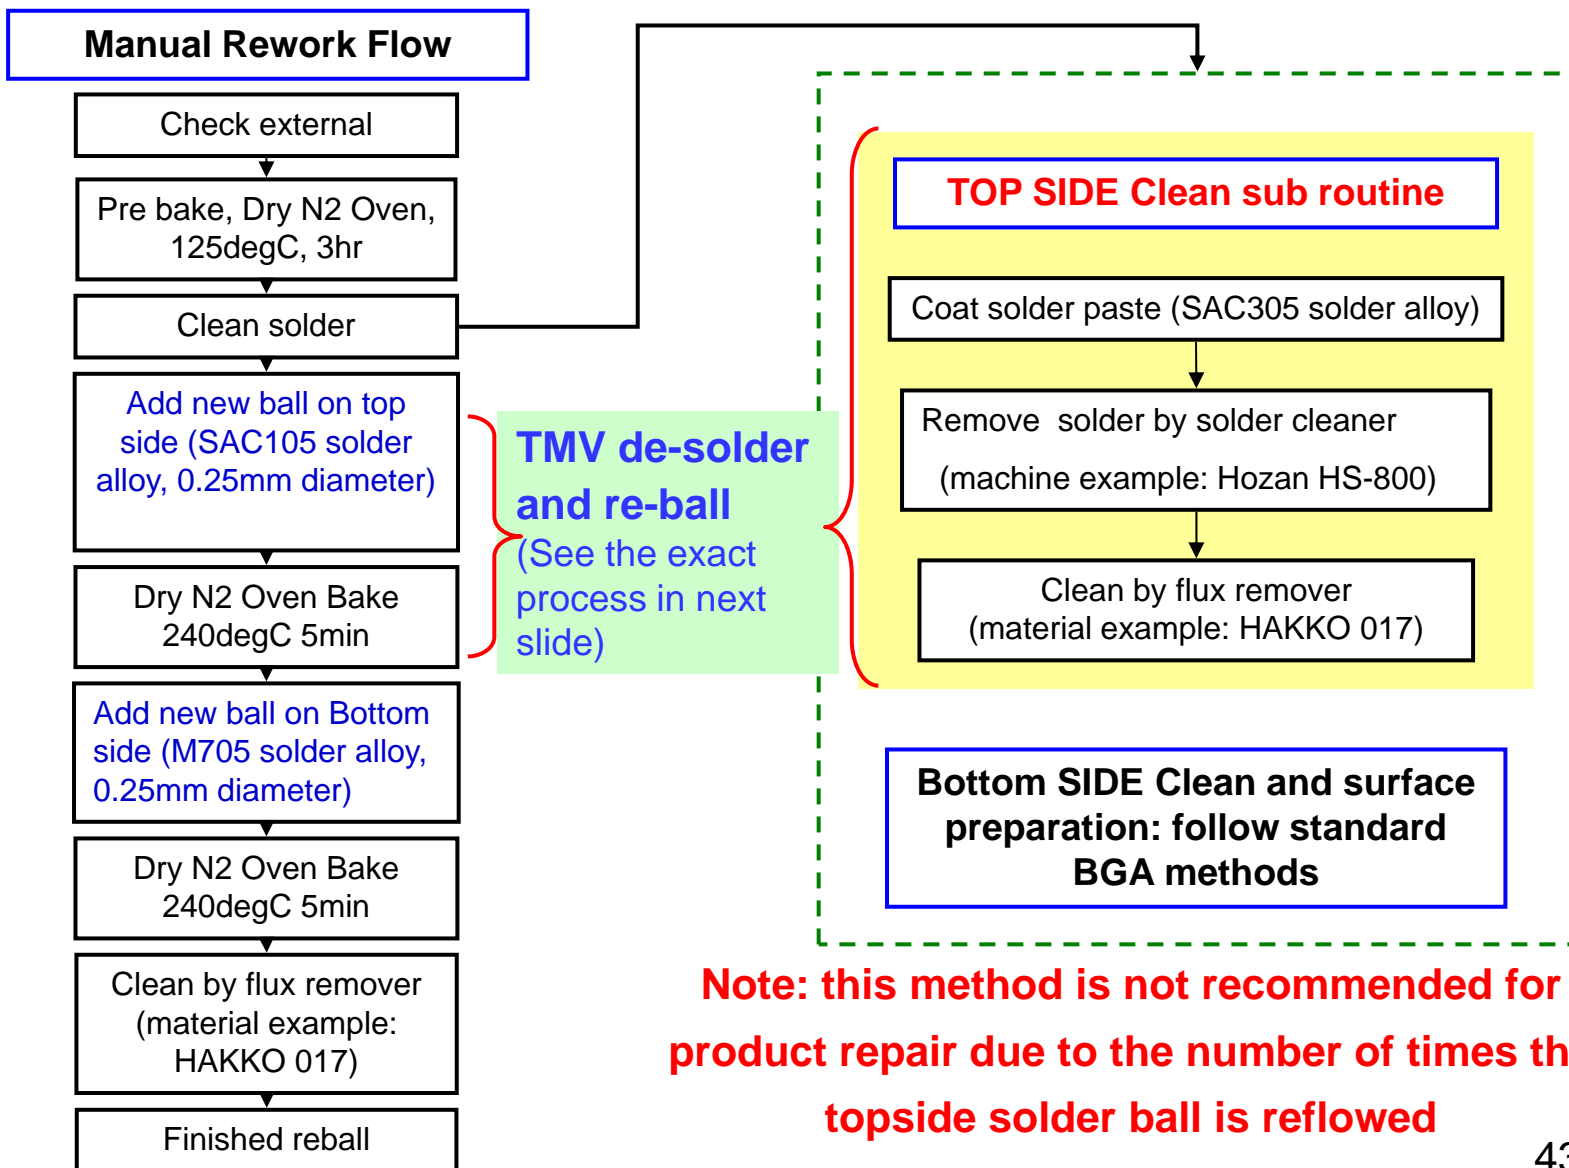 Manual Rework Flow
Check external
Pre bake, Dry N2 Oven,
125degC, 3hr
Clean solder
Add new ball on top
side (SAC105 solder
alloy, 0.25mm diameter)
Dry N2 Oven Bake
240degC 5min
Add new ball on Bottom
side (M705 solder alloy,
0.25mm diameter)
Dry N2 Oven Bake
240degC 5min
Clean by flux remover
(material example:
HAKKO 017)
Finished reball
TMV de-solder
and re-ball
(See the exact
process in next
slide)
TOP SIDE Clean sub routine
Coat solder paste (SAC305 solder alloy)
Remove solder by solder cleaner
(machine example: Hozan HS-800)
Clean by flux remover
(material example: HAKKO 017)
Bottom SIDE Clean and surface
preparation: follow standard
BGA methods
Note: this method is not recommended for
product repair due to the number of times th
topside solder ball is reflowed
43